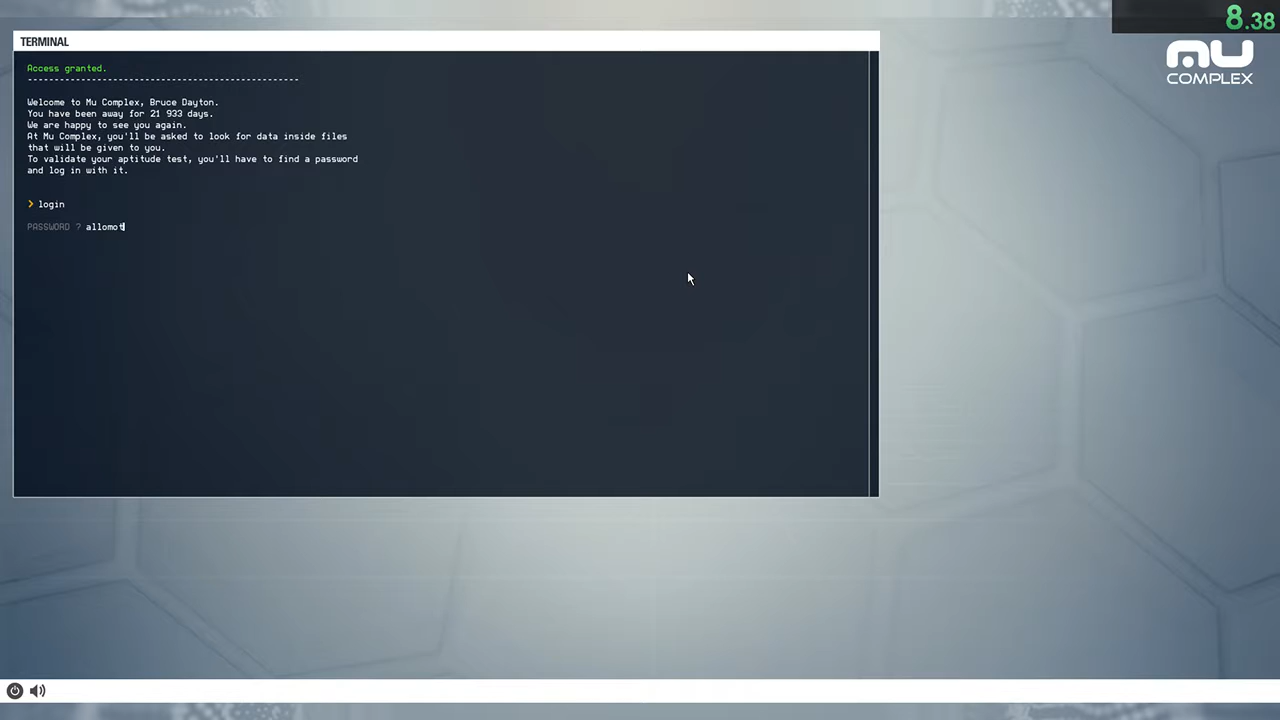 8.38
TERMINAL
MU
COMPLEX
Access granted.
--------------------------------------------------
Welcome to Mu Complex, Bruce Dayton.
You have been away for 21 933 days.
We are happy to see you again.
At Mu Complex, you'll be asked to look for data inside files
that will be given to you.
To validate your aptitude test, you'll have to find a password
and log in with it.
> login
PASSWORD ? allomot